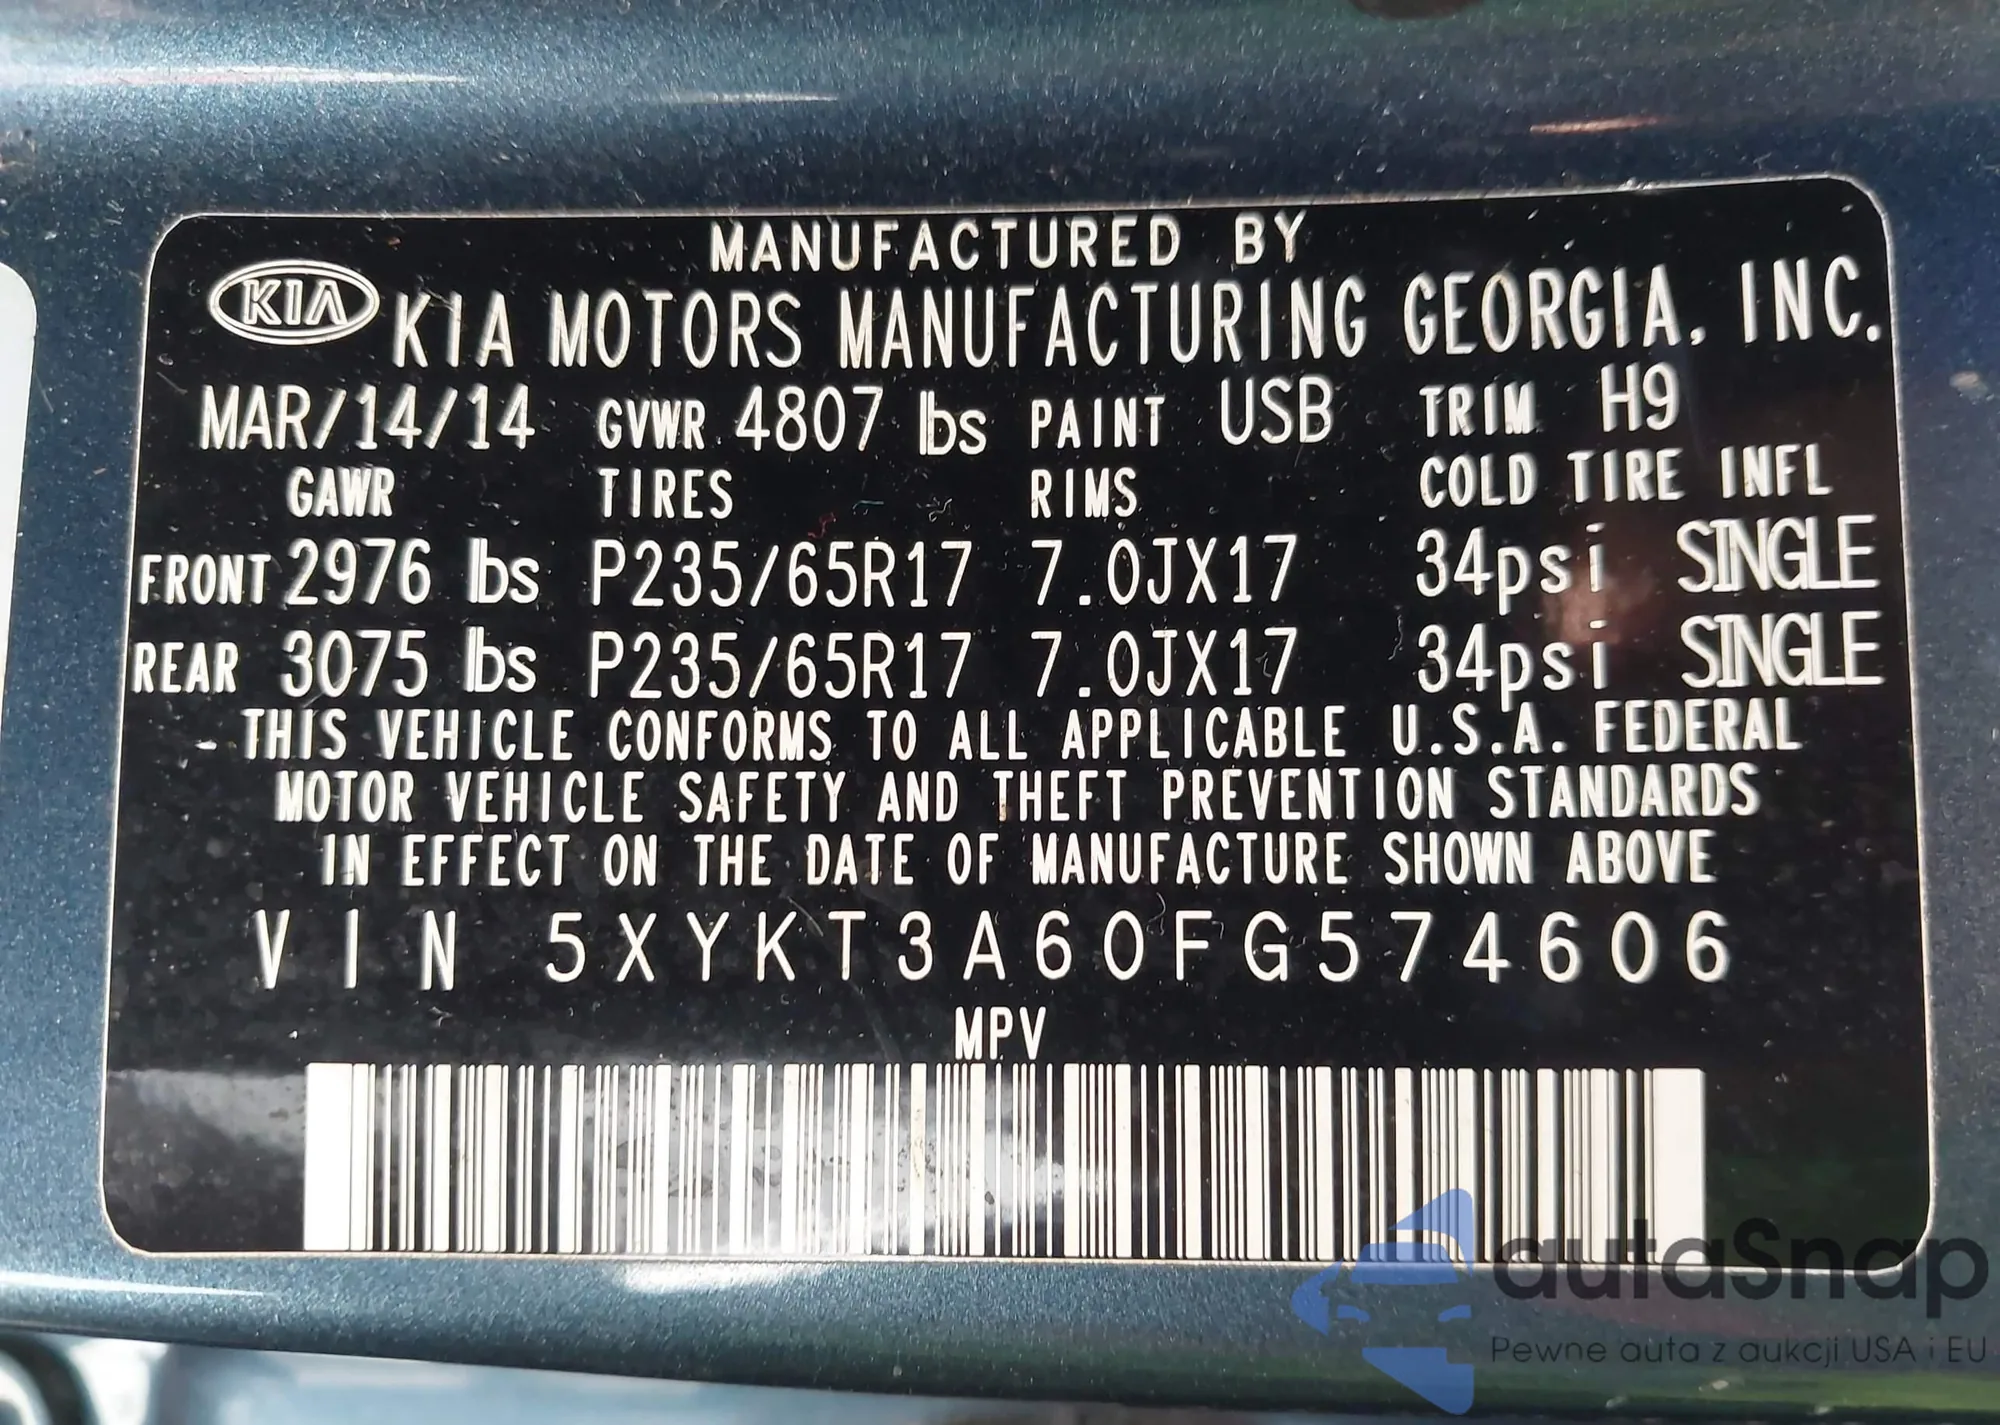 MANUFACTURED BY
KIA KIA MOTORS MANUFACTURING GEORGIA, INC.
MAR/14/14 GVWR 4807 lbs PAINT USB TRIM H9
GAWR TIRES RIMS COLD TIRE INFL
FRONT 2976 lbs P235/65R17 7.0JX17 34psi SINGLE
REAR 3075 lbs P235/65R17 7.0JX17 34psi SINGLE
- THIS VEHICLE CONFORMS TO ALL APPLICABLE U.S.A. FEDERAL
MOTOR VEHICLE SAFETY AND THEFT PREVENTION STANDARDS
IN EFFECT ON THE DATE OF MANUFACTURE SHOWN ABOVE
VIN 5XYKT3A60FG574606
MPV
autaSnap
Pewne auta z aukcji USA i EU